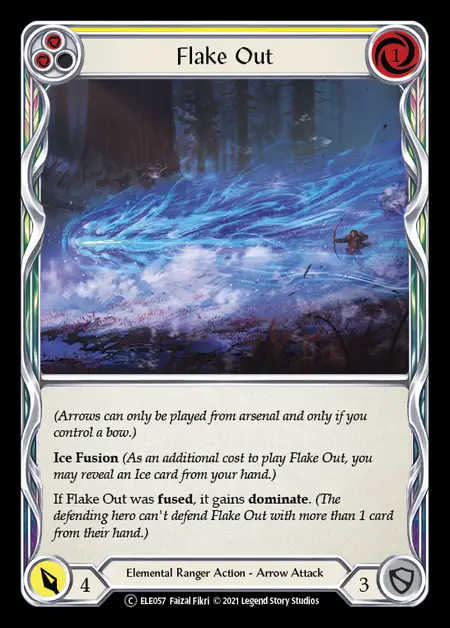 Flake Out
1
(Arrows can only be played from arsenal and only if you
control a bow.)
Ice Fusion (As an additional cost to play Flake Out, you
may reveal an Ice card from your hand.)
If Flake Out was fused, it gains dominate. (The
defending hero can't defend Flake Out with more than 1 card
from their hand.)
4
Elemental Ranger Action - Arrow Attack
3
C ELE057 Faizal Fikri © 2021 Legend Story Studios